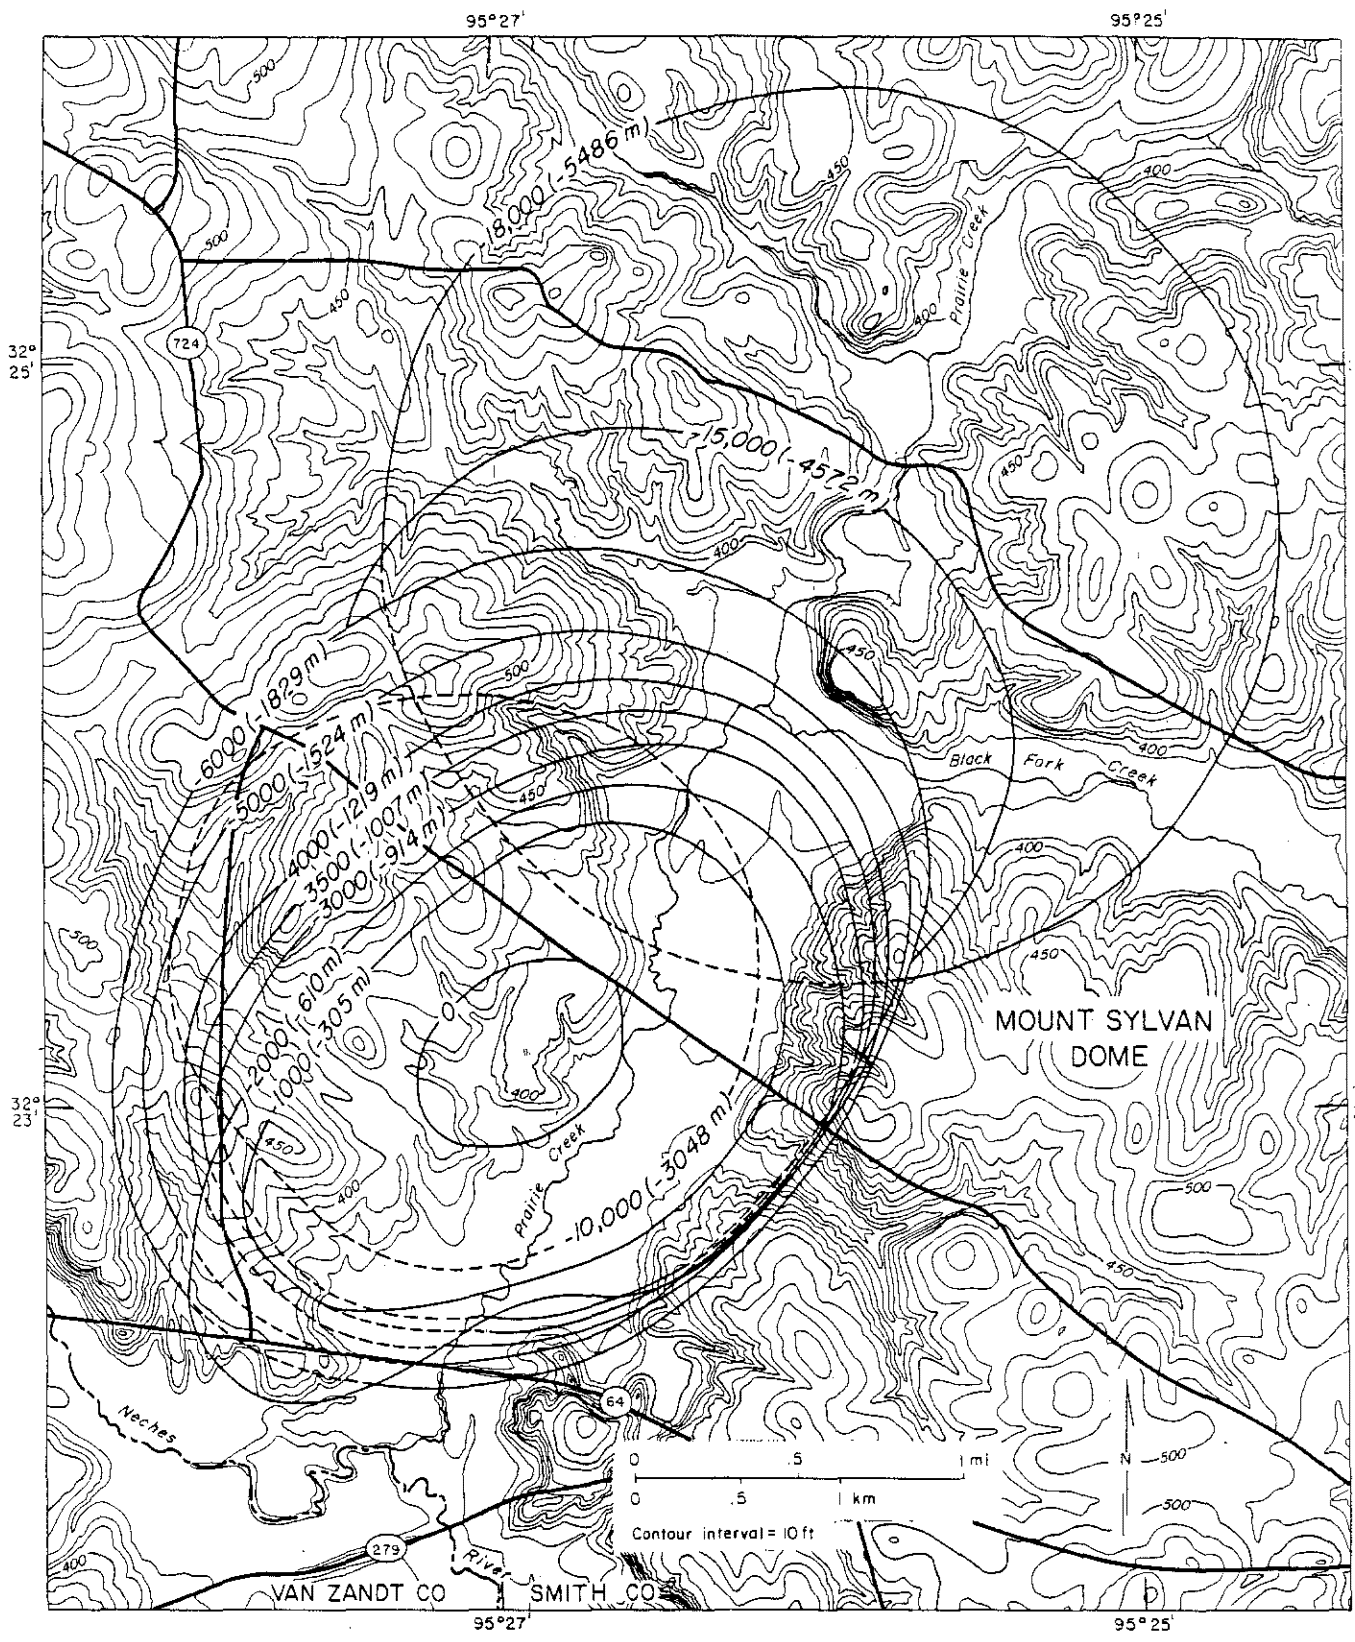 95°27'
95°25'
500
-18,000 (-5486 m)
450
400
Prairie Creek
500
450
400
724
32°
25'
-15,000 (-4572 m)
450
400
450
500
-6000 (-1829 m)
-5000 (-1524 m)
-4000 (-1219 m)
-3500 (-1007 m)
-3000 (-914 m)
450
400
Black Fork Creek
400
500
450
-2000 (-610 m)
-1000 (-305 m)
0
MOUNT SYLVAN
DOME
400
32°
23'
450
Prairie Creek
400
-10,000 (-3048 m)
500
450
64
Neches
0 .5 1 mi
0 .5 1 km
Contour interval = 10 ft
N
500
500
279
400
River
VAN ZANDT CO SMITH CO
95°27'
95°25'